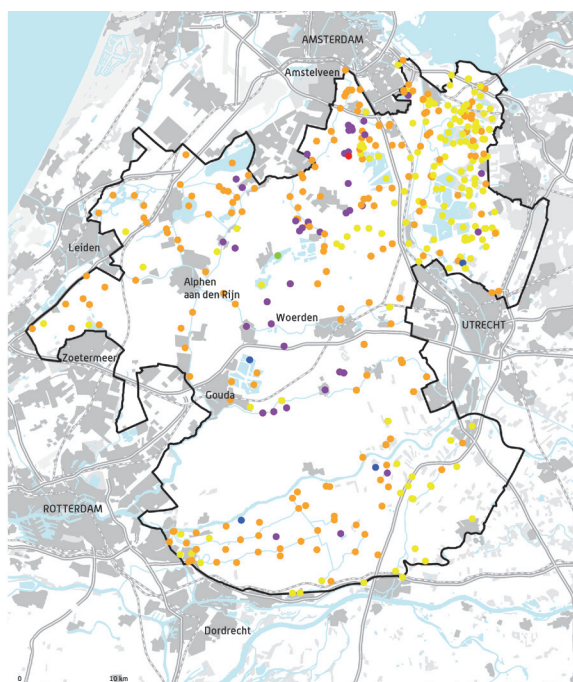 AMSTERDAM
Amstelveen
Leiden
Alphen
aan den Rijn
Woerden
UTRECHT
Zoetermeer
Gouda
ROTTERDAM
Dordrecht
0 10 km